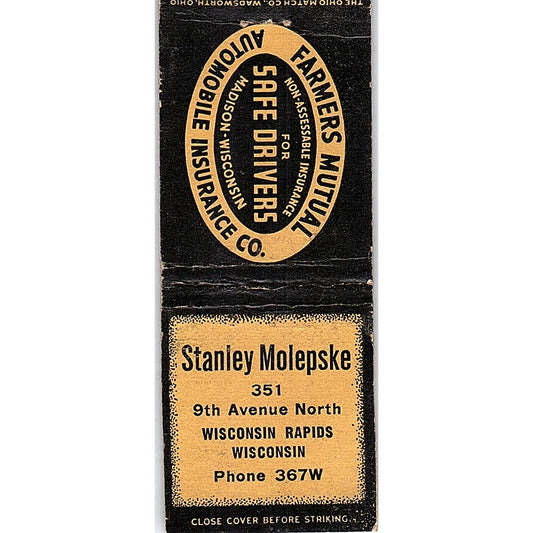 THE OHIO MATCH CO., WADSWORTH, OHIO
FARMERS MUTUAL
AUTOMOBILE INSURANCE CO.
NON-ASSESSABLE INSURANCE
FOR
SAFE DRIVERS
MADISON-WISCONSIN
Stanley Molepske
351
9th Avenue North
WISCONSIN RAPIDS
WISCONSIN
Phone 367W
CLOSE COVER BEFORE STRIKING